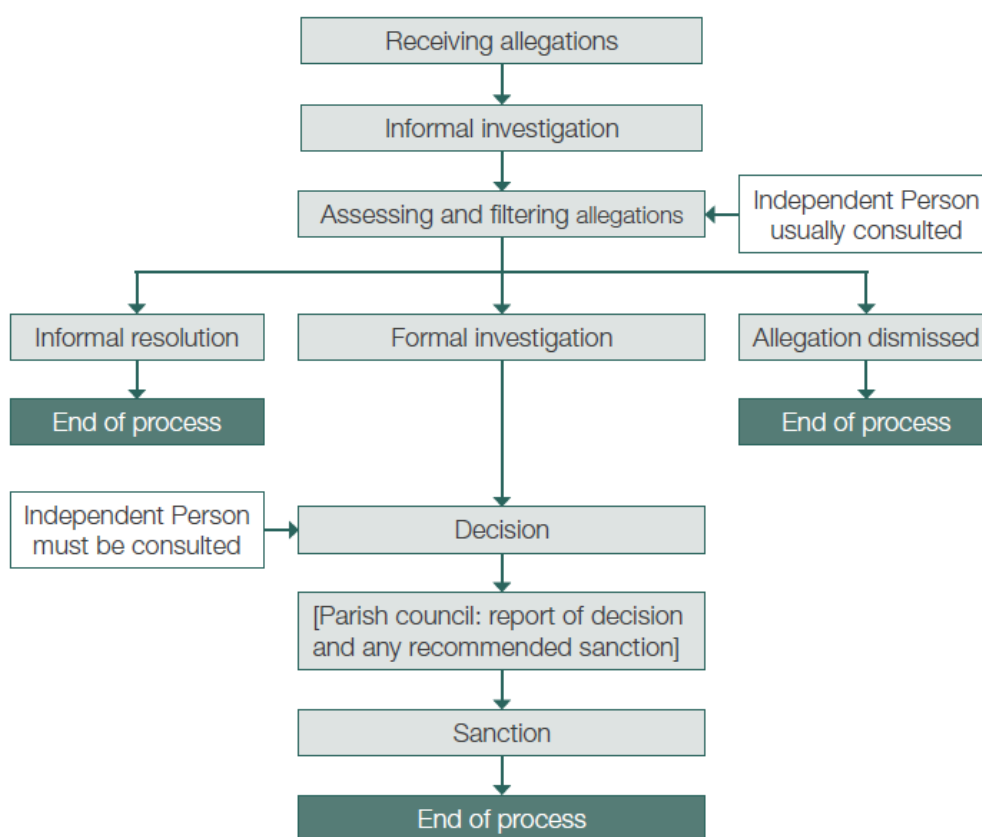 Receiving allegations
Informal investigation
Assessing and filtering allegations
Independent Person
usually consulted
Informal resolution
Formal investigation
Allegation dismissed
End of process
End of process
Independent Person
must be consulted
Decision
[Parish council: report of decision
and any recommended sanction]
Sanction
End of process